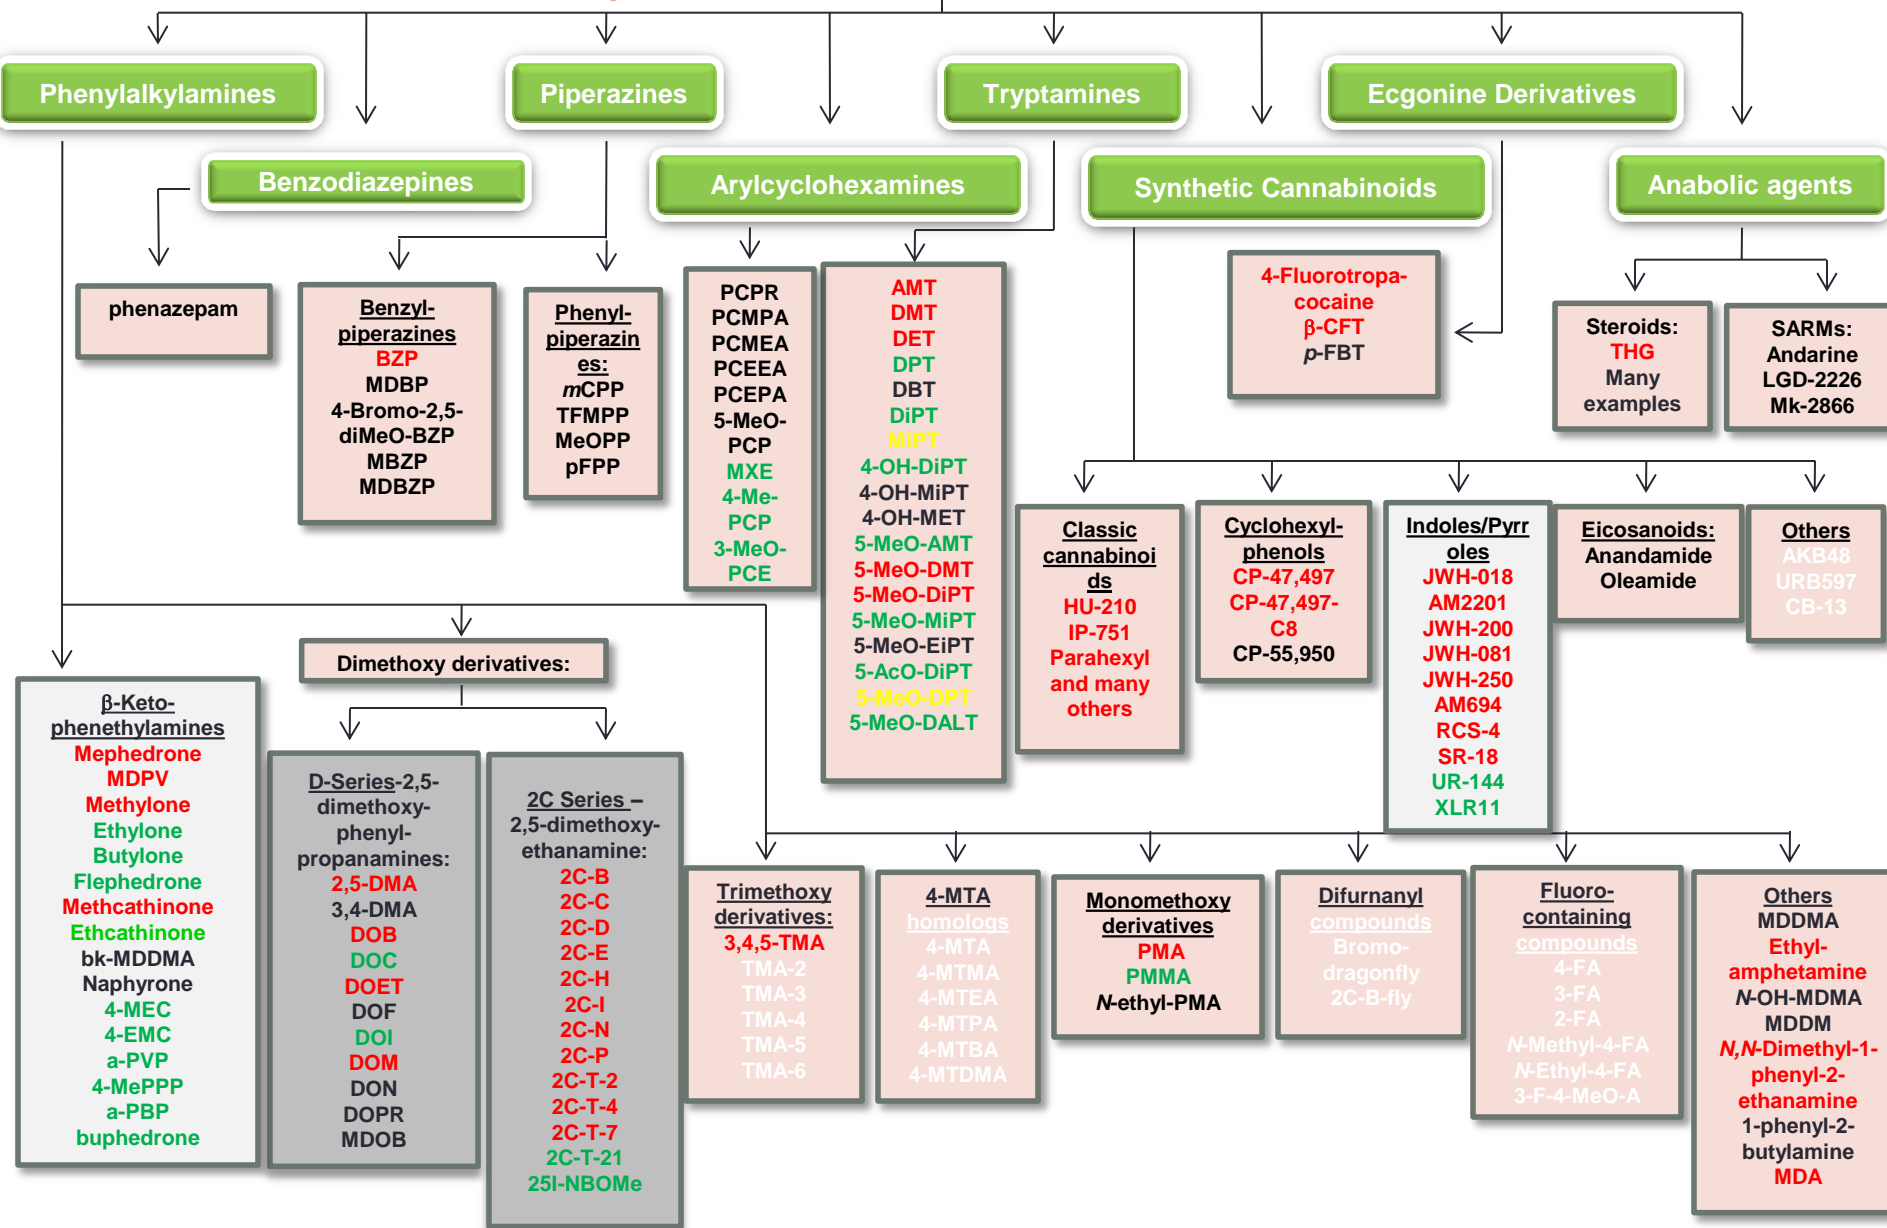 Phenylalkylamines
Piperazines
Tryptamines
Ecgonine Derivatives
Benzodiazepines
Arylcyclohexamines
Synthetic Cannabinoids
Anabolic agents
phenazepam
Benzyl-
piperazines
BZP
MDBP
4-Bromo-2,5-
diMeO-BZP
MBZP
MDBZP
Phenyl-
piperazin
es:
mCPP
TFMPP
MeOPP
pFPP
PCPR
PCMPA
PCMEA
PCEEA
PCEPA
5-MeO-
PCP
MXE
4-Me-
PCP
3-MeO-
PCE
AMT
DMT
DET
DPT
DBT
DiPT
MiPT
4-OH-DiPT
4-OH-MiPT
4-OH-MET
5-MeO-AMT
5-MeO-DMT
5-MeO-DiPT
5-MeO-MiPT
5-MeO-EiPT
5-AcO-DiPT
5-MeO-DPT
5-MeO-DALT
4-Fluorotropa-
cocaine
β-CFT
p-FBT
Steroids:
THG
Many
examples
SARMs:
Andarine
LGD-2226
Mk-2866
Classic
cannabinoi
ds
HU-210
IP-751
Parahexyl
and many
others
Cyclohexyl-
phenols
CP-47,497
CP-47,497-
C8
CP-55,950
Indoles/Pyrr
oles
JWH-018
AM2201
JWH-200
JWH-081
JWH-250
AM694
RCS-4
SR-18
UR-144
XLR11
Eicosanoids:
Anandamide
Oleamide
Others
AKB48
URB597
CB-13
Dimethoxy derivatives:
β-Keto-
phenethylamines
Mephedrone
MDPV
Methylone
Ethylone
Butylone
Flephedrone
Methcathinone
Ethcathinone
bk-MDDMA
Naphyrone
4-MEC
4-EMC
a-PVP
4-MePPP
a-PBP
buphedrone
D-Series-2,5-
dimethoxy-
phenyl-
propanamines:
2,5-DMA
3,4-DMA
DOB
DOC
DOET
DOF
DOI
DOM
DON
DOPR
MDOB
2C Series –
2,5-dimethoxy-
ethanamine:
2C-B
2C-C
2C-D
2C-E
2C-H
2C-I
2C-N
2C-P
2C-T-2
2C-T-4
2C-T-7
2C-T-21
25I-NBOMe
Trimethoxy
derivatives:
3,4,5-TMA
TMA-2
TMA-3
TMA-4
TMA-5
TMA-6
4-MTA
homologs
4-MTA
4-MTMA
4-MTEA
4-MTPA
4-MTBA
4-MTDMA
Monomethoxy
derivatives
PMA
PMMA
N-ethyl-PMA
Difurnanyl
compounds
Bromo-
dragonfly
2C-B-fly
Fluoro-
containing
compounds
4-FA
3-FA
2-FA
N-Methyl-4-FA
N-Ethyl-4-FA
3-F-4-MeO-A
Others
MDDMA
Ethyl-
amphetamine
N-OH-MDMA
MDDM
N,N-Dimethyl-1-
phenyl-2-
ethanamine
1-phenyl-2-
butylamine
MDA